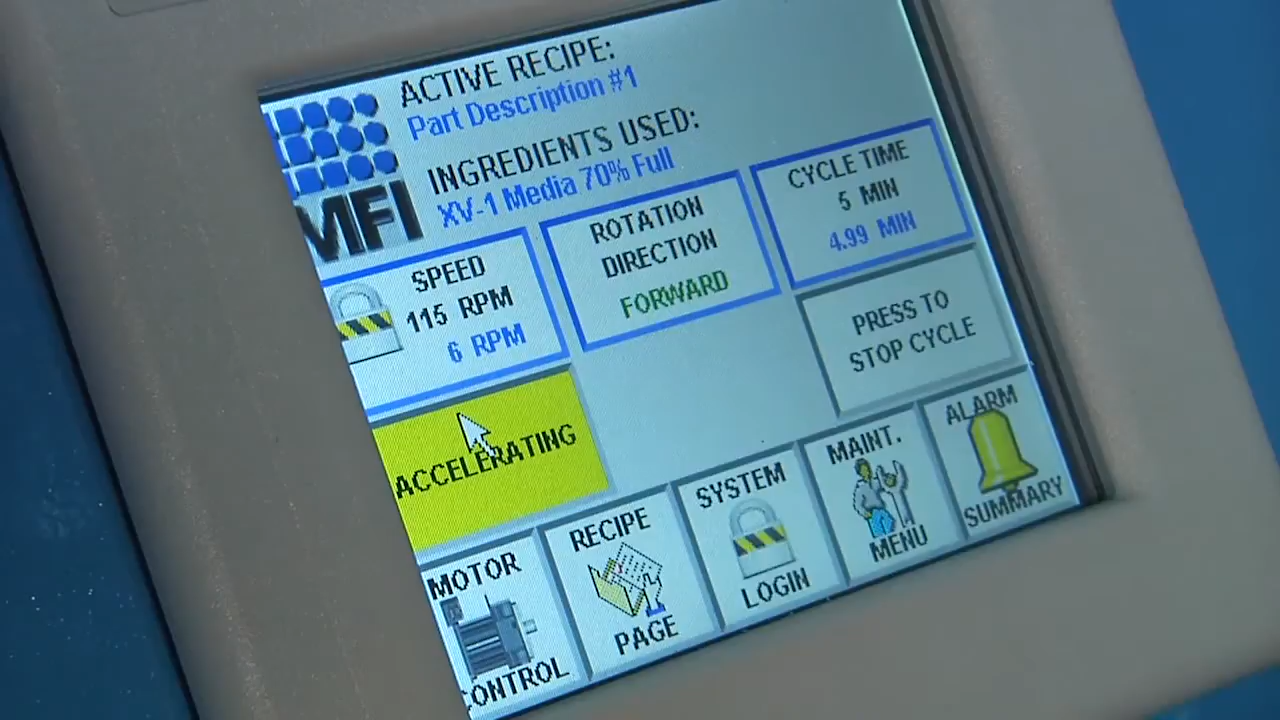 ACTIVE RECIPE:
Part Description #1
INGREDIENTS USED:
XV-1 Media 70% Full
MFI
SPEED
115 RPM
6 RPM
ROTATION
DIRECTION
FORWARD
CYCLE TIME
5 MIN
4.99 MIN
PRESS TO
STOP CYCLE
ACCELERATING
MOTOR
CONTROL
RECIPE
PAGE
SYSTEM
LOGIN
MAINT.
MENU
ALARM
SUMMARY